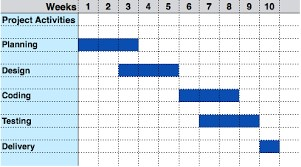 Weeks 1 2 3 4 5 6 7 8 9 10
Project Activities
Planning
Design
Coding
Testing
Delivery